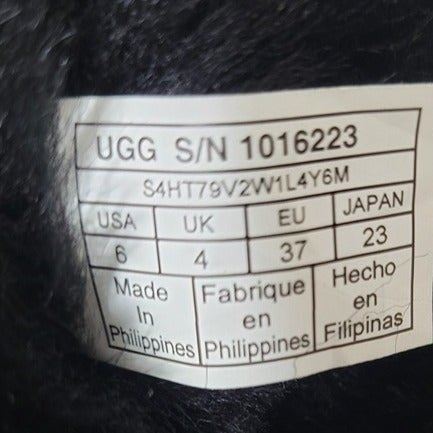 UGG S/N 1016223
S4HT79V2W1L4Y6M
USA UK EU JAPAN
6 4 37 23
Made In Philippines
Fabrique en Philippines
Hecho en Filipinas